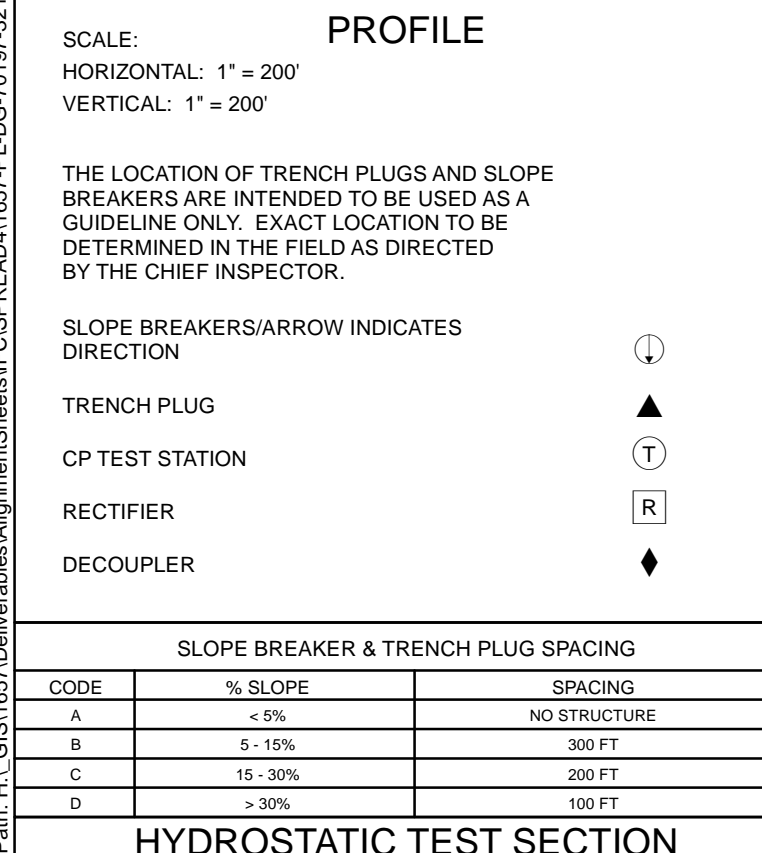 PROFILE
SCALE:
HORIZONTAL: 1" = 200'
VERTICAL: 1" = 200'
THE LOCATION OF TRENCH PLUGS AND SLOPE
BREAKERS ARE INTENDED TO BE USED AS A
GUIDELINE ONLY. EXACT LOCATION TO BE
DETERMINED IN THE FIELD AS DIRECTED
BY THE CHIEF INSPECTOR.
SLOPE BREAKERS/ARROW INDICATES
DIRECTION
TRENCH PLUG
CP TEST STATION T
RECTIFIER R
DECOUPLER
SLOPE BREAKER & TRENCH PLUG SPACING
CODE % SLOPE SPACING
A < 5% NO STRUCTURE
B 5 - 15% 300 FT
C 15 - 30% 200 FT
D > 30% 100 FT
HYDROSTATIC TEST SECTION